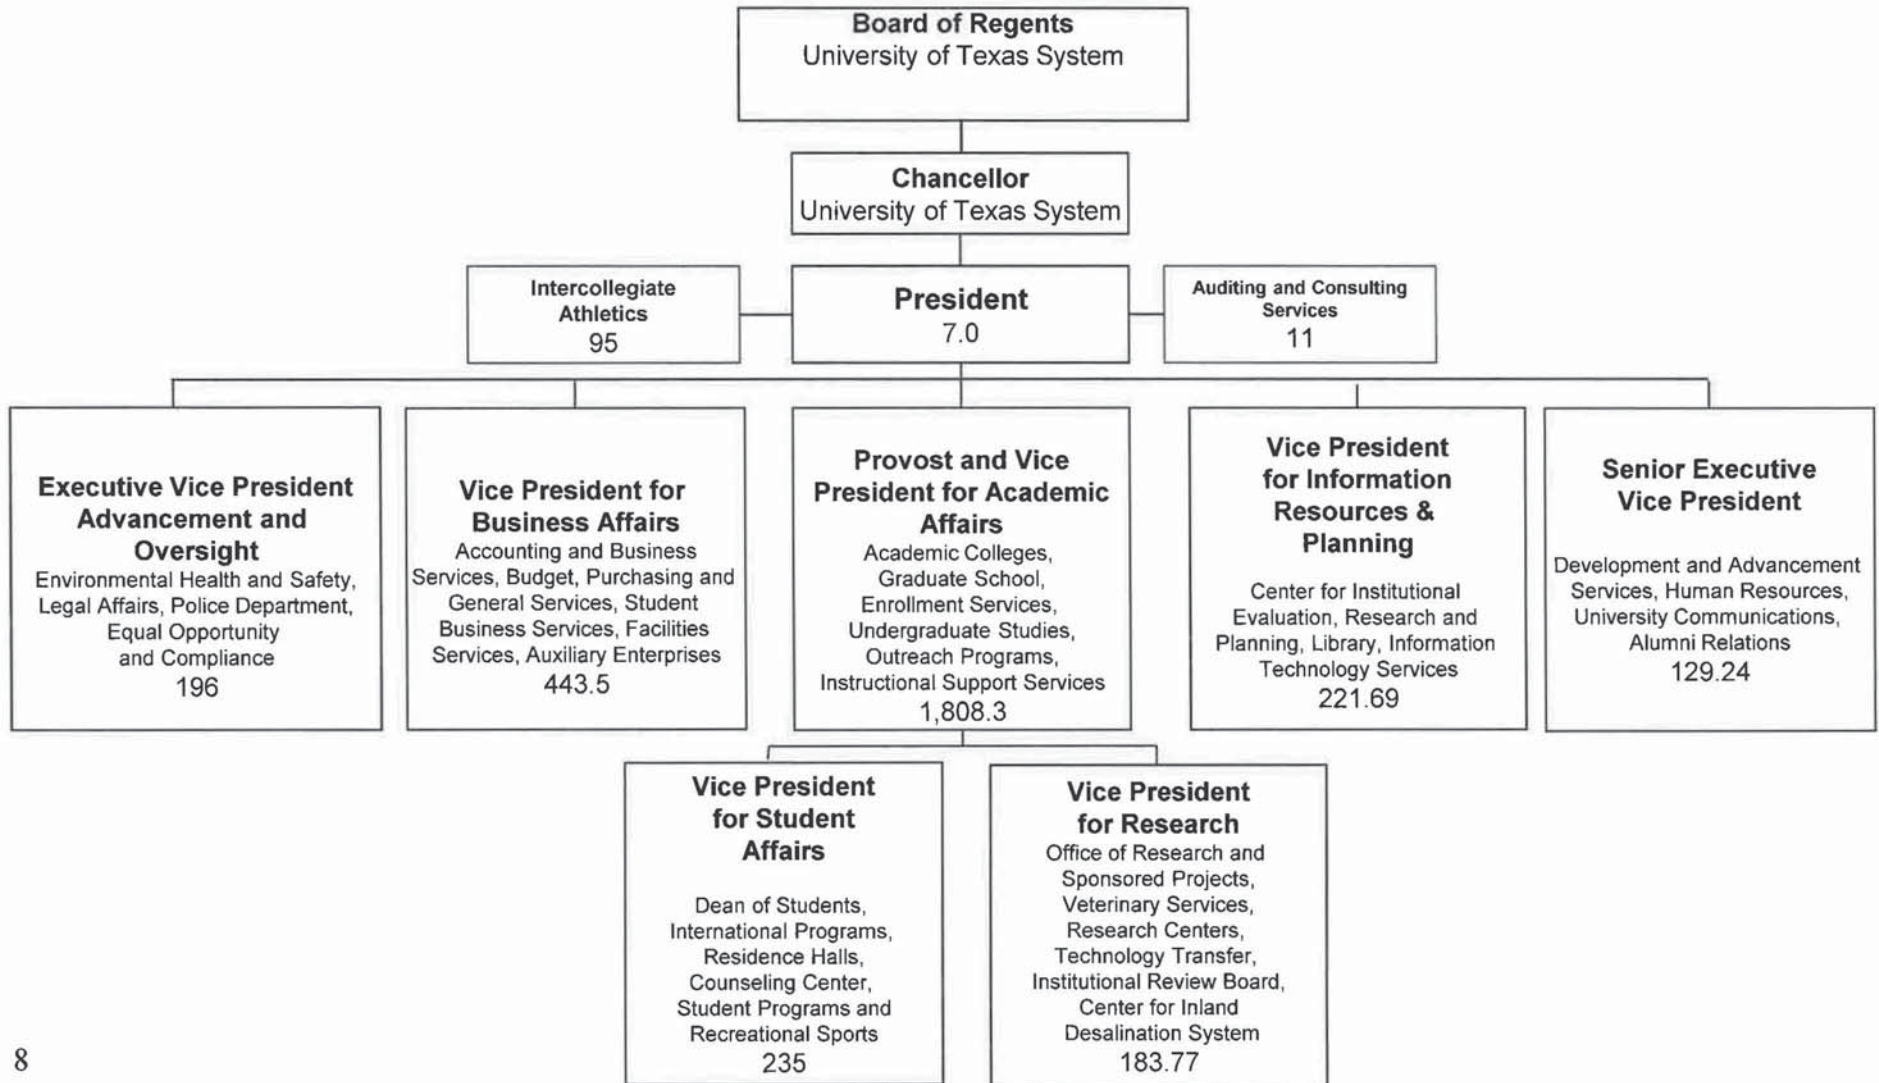 Board of Regents
University of Texas System
Chancellor
University of Texas System
Intercollegiate
Athletics
95
President
7.0
Auditing and Consulting
Services
11
Executive Vice President
Advancement and
Oversight
Environmental Health and Safety,
Legal Affairs, Police Department,
Equal Opportunity
and Compliance
196
Vice President for
Business Affairs
Accounting and Business
Services, Budget, Purchasing and
General Services, Student
Business Services, Facilities
Services, Auxiliary Enterprises
443.5
Provost and Vice
President for Academic
Affairs
Academic Colleges,
Graduate School,
Enrollment Services,
Undergraduate Studies,
Outreach Programs,
Instructional Support Services
1,808.3
Vice President
for Information
Resources &
Planning
Center for Institutional
Evaluation, Research and
Planning, Library, Information
Technology Services
221.69
Senior Executive
Vice President
Development and Advancement
Services, Human Resources,
University Communications,
Alumni Relations
129.24
Vice President
for Student
Affairs
Dean of Students,
International Programs,
Residence Halls,
Counseling Center,
Student Programs and
Recreational Sports
235
Vice President
for Research
Office of Research and
Sponsored Projects,
Veterinary Services,
Research Centers,
Technology Transfer,
Institutional Review Board,
Center for Inland
Desalination System
183.77
8